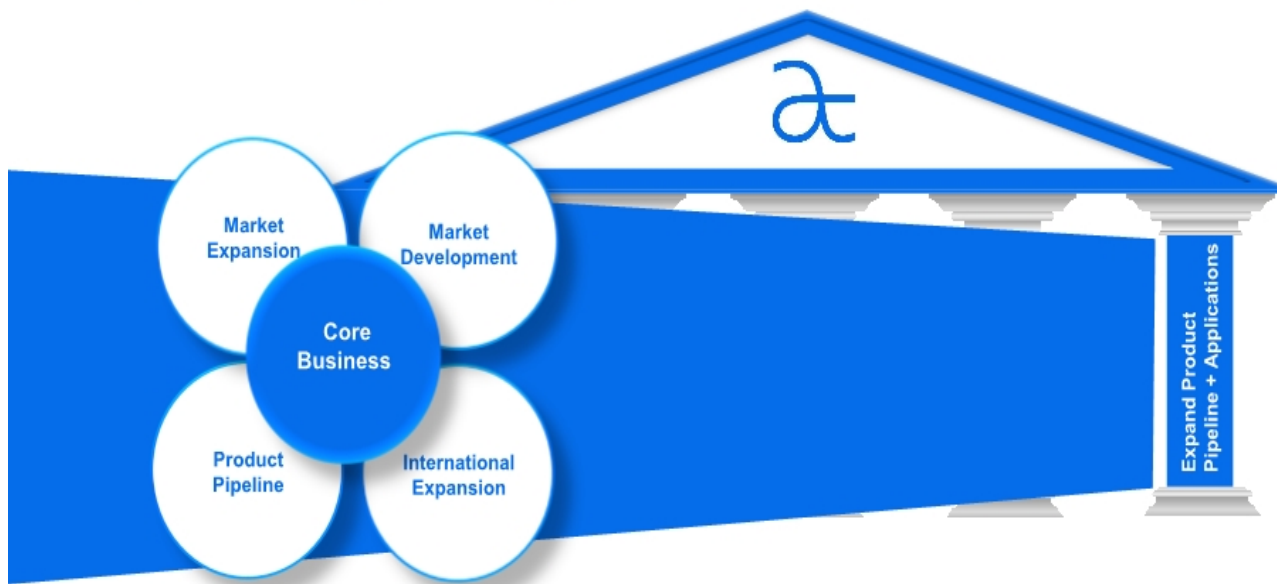 Market
Expansion
Market
Development
Core
Business
Product
Pipeline
International
Expansion
Expand Product
Pipeline + Applications